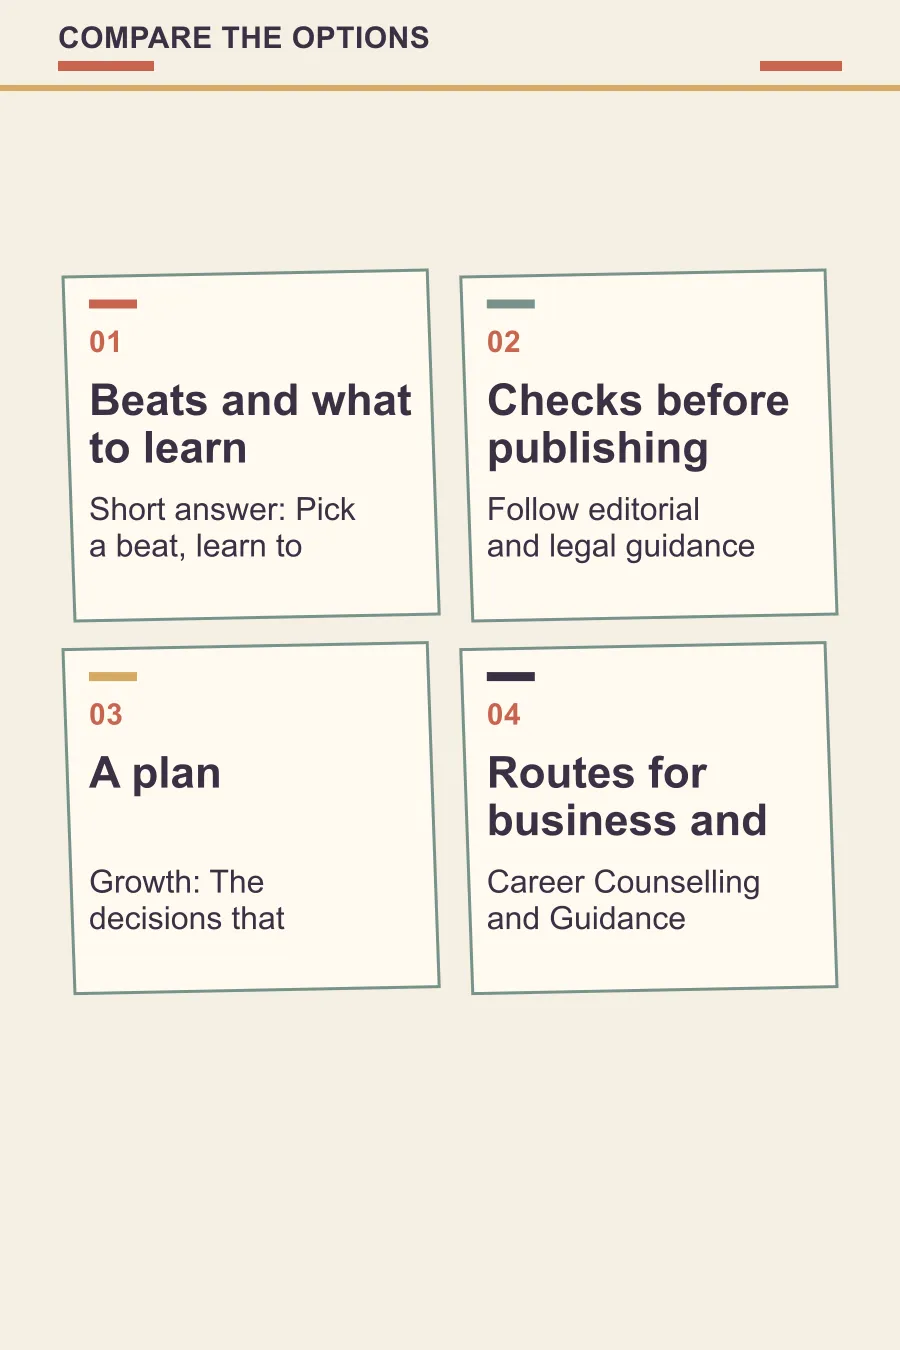 COMPARE THE OPTIONS
01
Beats and what
to learn
Short answer: Pick
a beat, learn to
02
Checks before
publishing
Follow editorial
and legal guidance
03
A plan
Growth: The
decisions that
04
Routes for
business and
Career Counselling
and Guidance